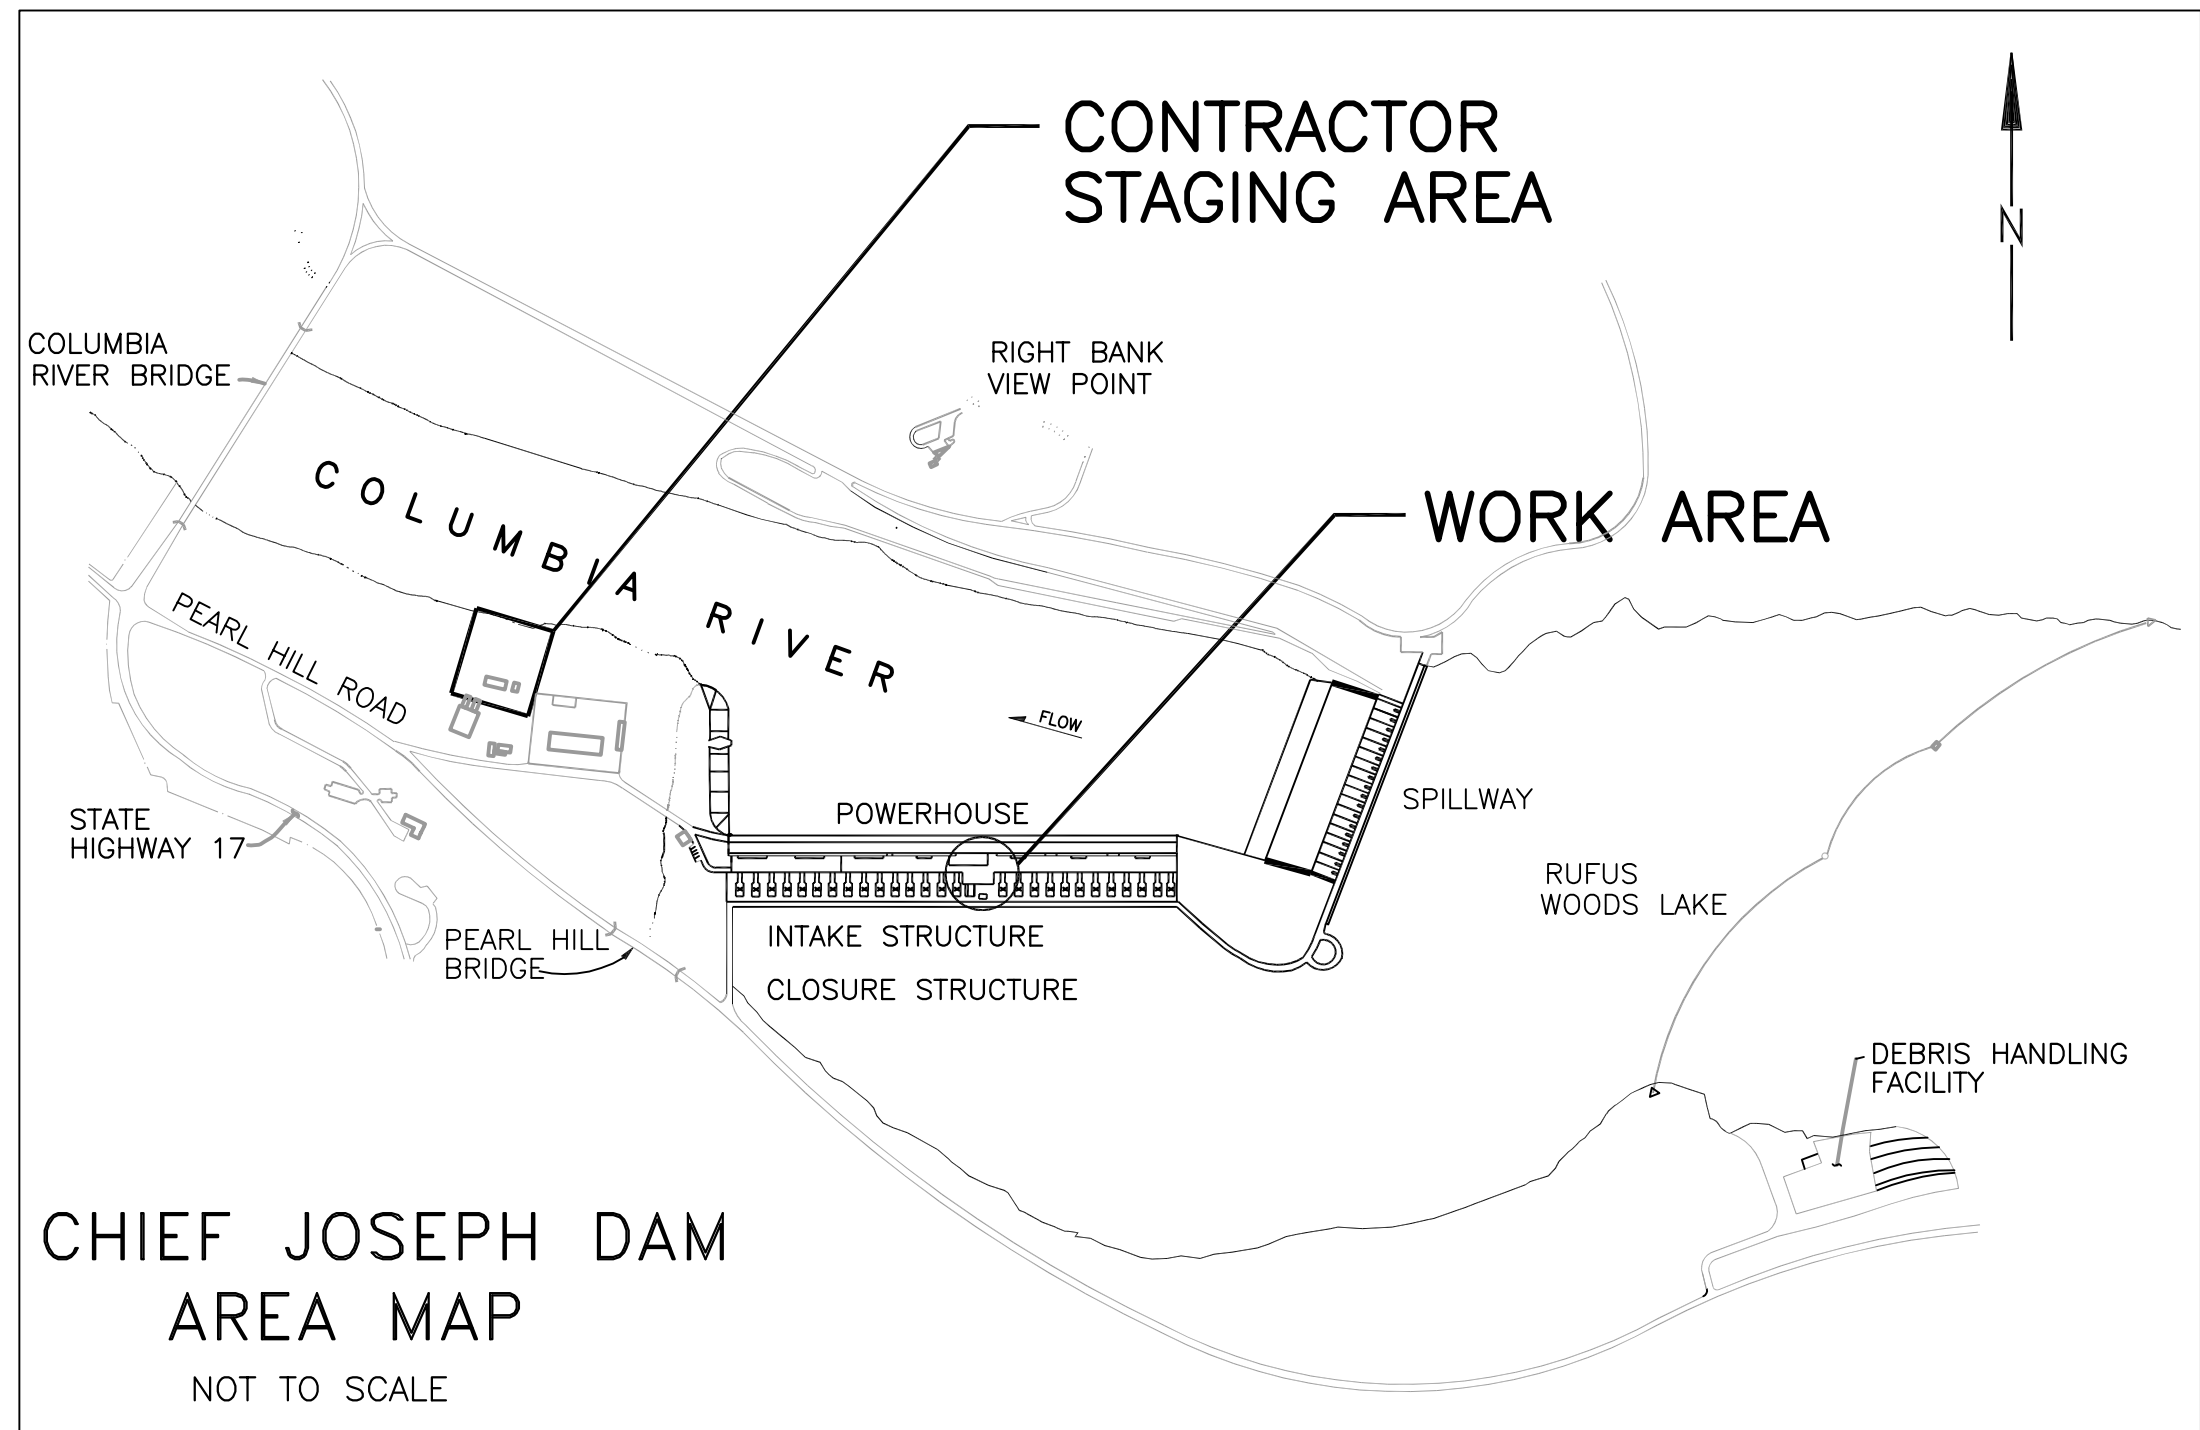 CONTRACTOR
STAGING AREA
N
COLUMBIA
RIVER BRIDGE
RIGHT BANK
VIEW POINT
COLUMBIA RIVER
WORK AREA
PEARL HILL ROAD
FLOW
STATE
HIGHWAY 17
POWERHOUSE
SPILLWAY
RUFUS
WOODS LAKE
PEARL HILL
BRIDGE
INTAKE STRUCTURE
CLOSURE STRUCTURE
DEBRIS HANDLING
FACILITY
CHIEF JOSEPH DAM
AREA MAP
NOT TO SCALE